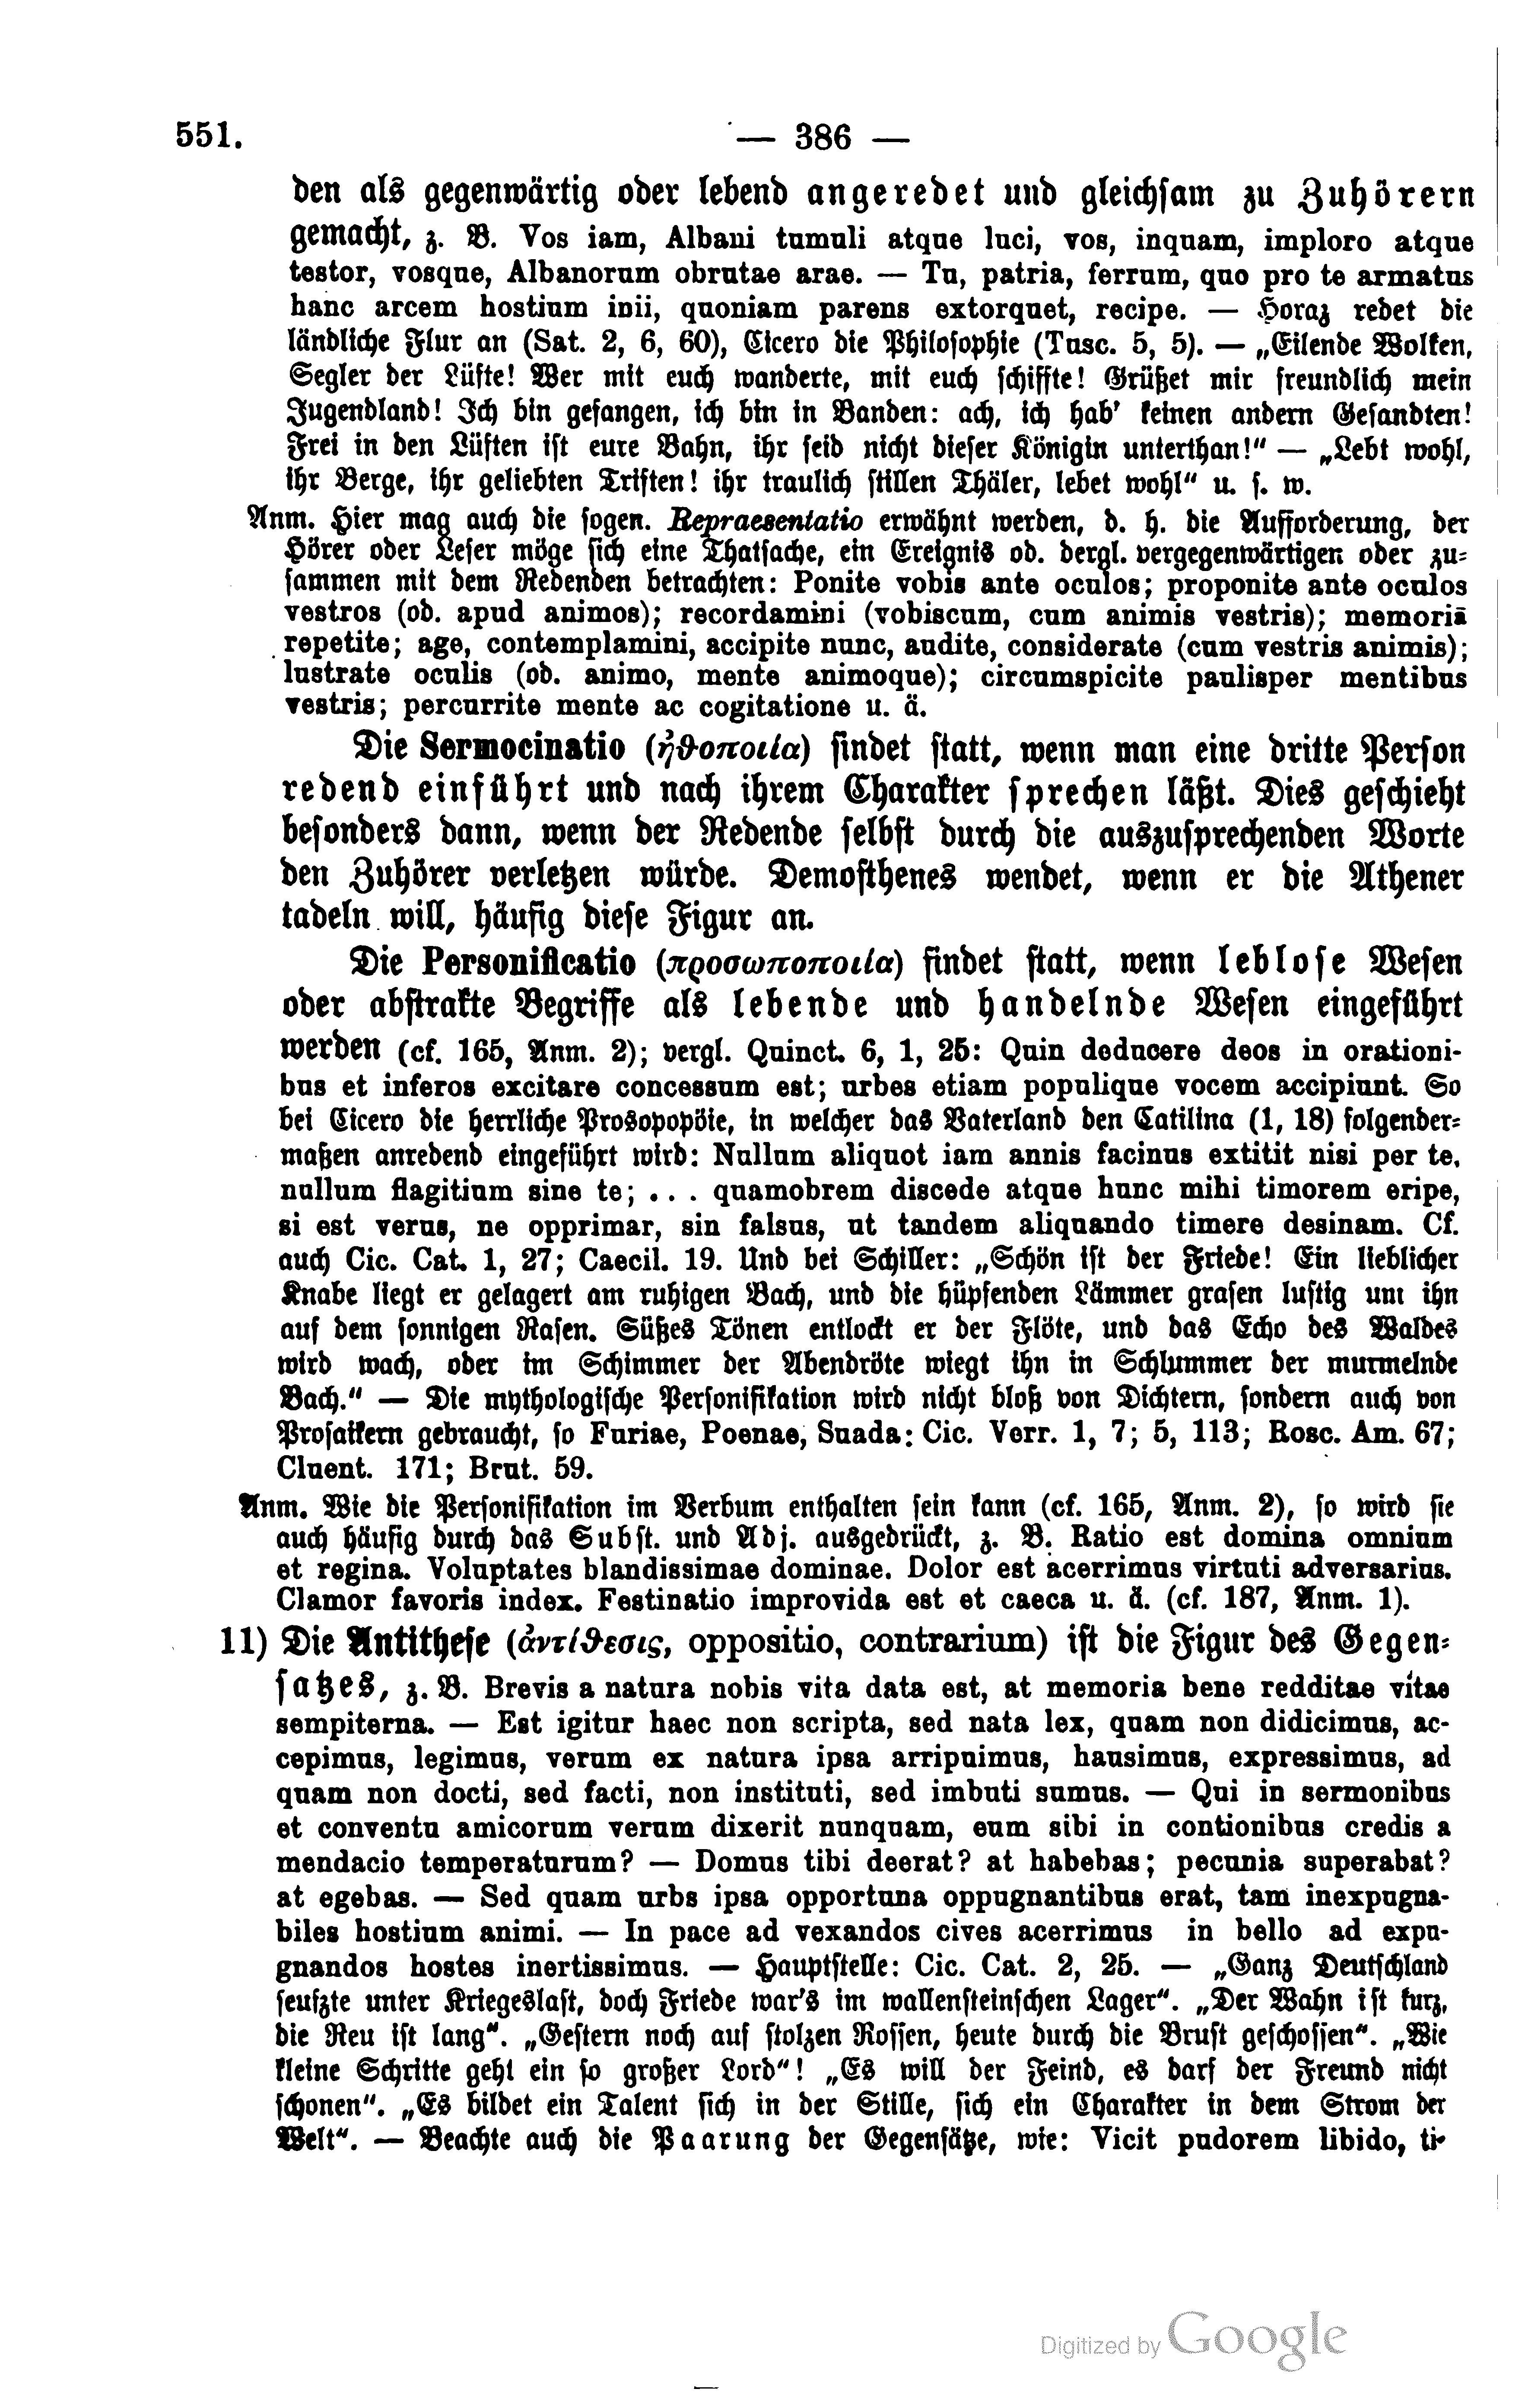 551. — 386 —
den als gegenwärtig oder lebend angeredet und gleichsam zu Zuhörern
gemacht, z. B. Vos iam, Albani tumuli atque luci, vos, inquam, imploro atque
testor, vosque, Albanorum obrutae arae. — Tu, patria, ferrum, quo pro te armatus
hanc arcem hostium inii, quoniam parens extorquet, recipe. — Horaz redet die
ländliche Flur an (Sat. 2, 6, 60), Cicero die Philosophie (Tusc. 5, 5). — „Eilende Wolken,
Segler der Lüfte! Wer mit euch wanderte, mit euch schiffte! Grüßet mir freundlich mein
Jugendland! Ich bin gefangen, ich bin in Banden: ach, ich hab' keinen andern Gesandten!
Frei in den Lüften ist eure Bahn, ihr seid nicht dieser Königin unterthan!" — „Lebt wohl,
ihr Berge, ihr geliebten Triften! ihr traulich stillen Thäler, lebet wohl" u. s. w.
Anm. Hier mag auch die sogen. Repraesentatio erwähnt werden, d. h. die Aufforderung, der
Hörer oder Leser möge sich eine Thatsache, ein Ereignis ob. dergl. vergegenwärtigen oder zu-
sammen mit dem Redenden betrachten: Ponite vobis ante oculos; proponite ante oculos
vestros (ob. apud animos); recordamini (vobiscum, cum animis vestris); memoriā
repetite; age, contemplamini, accipite nunc, audite, considerate (cum vestris animis);
lustrate oculis (ob. animo, mente animoque); circumspicite paulisper mentibus
vestris; percurrite mente ac cogitatione u. ä.
Die Sermocinatio (ἠθοποιία) findet statt, wenn man eine dritte Person
redend einführt und nach ihrem Charakter sprechen läßt. Dies geschieht
besonders dann, wenn der Redende selbst durch die auszusprechenden Worte
den Zuhörer verletzen würde. Demosthenes wendet, wenn er die Athener
tadeln will, häufig diese Figur an.
Die Personificatio (προσωποποιία) findet statt, wenn leblose Wesen
oder abstrakte Begriffe als lebende und handelnde Wesen eingeführt
werden (cf. 165, Anm. 2); vergl. Quinct. 6, 1, 25: Quin deducere deos in orationi-
bus et inferos excitare concessum est; urbes etiam populique vocem accipiunt. So
bei Cicero die herrliche Prosopopöie, in welcher das Vaterland den Catilina (1, 18) folgender-
maßen anredend eingeführt wird: Nullum aliquot iam annis facinus extitit nisi per te,
nullum flagitium sine te; ... quamobrem discede atque hunc mihi timorem eripe,
si est verus, ne opprimar, sin falsus, ut tandem aliquando timere desinam. Cf.
auch Cic. Cat. 1, 27; Caecil. 19. Und bei Schiller: „Schön ist der Friede! Ein lieblicher
Knabe liegt er gelagert am ruhigen Bach, und die hüpfenden Lämmer grasen lustig um ihn
auf dem sonnigen Rasen. Süßes Tönen entlockt er der Flöte, und das Echo des Waldes
wird wach, oder im Schimmer der Abendröte wiegt ihn in Schlummer der murmelnde
Bach." — Die mythologische Personifikation wird nicht bloß von Dichtern, sondern auch von
Prosaikern gebraucht, so Furiae, Poenae, Suada: Cic. Verr. 1, 7; 5, 113; Rosc. Am. 67;
Cluent. 171; Brut. 59.
Anm. Wie die Personifikation im Verbum enthalten sein kann (cf. 165, Anm. 2), so wird sie
auch häufig durch das Subst. und Adj. ausgedrückt, z. B. Ratio est domina omnium
et regina. Voluptates blandissimae dominae. Dolor est acerrimus virtuti adversarius.
Clamor favoris index. Festinatio improvida est et caeca u. ä. (cf. 187, Anm. 1).
11) Die Antithese (ἀντίθεσις, oppositio, contrarium) ist die Figur des Gegen-
satzes, z. B. Brevis a natura nobis vita data est, at memoria bene redditae vitae
sempiterna. — Est igitur haec non scripta, sed nata lex, quam non didicimus, ac-
cepimus, legimus, verum ex natura ipsa arripuimus, hausimus, expressimus, ad
quam non docti, sed facti, non instituti, sed imbuti sumus. — Qui in sermonibus
et conventu amicorum verum dixerit nunquam, eum sibi in contionibus credis a
mendacio temperaturum? — Domus tibi deerat? at habebas; pecunia superabat?
at egebas. — Sed quam urbs ipsa opportuna oppugnantibus erat, tam inexpugna-
biles hostium animi. — In pace ad vexandos cives acerrimus in bello ad expu-
gnandos hostes inertissimus. — Hauptstelle: Cic. Cat. 2, 25. — „Ganz Deutschland
seufzte unter Kriegeslast, doch Friede war's im wallensteinschen Lager". „Der Wahn ist kurz,
die Reu ist lang". „Gestern noch auf stolzen Rossen, heute durch die Brust geschossen". „Wie
kleine Schritte geht ein so großer Lord"! „Es will der Feind, es darf der Freund nicht
schonen". „Es bildet ein Talent sich in der Stille, sich ein Charakter in dem Strom der
Welt". — Beachte auch die Paarung der Gegensätze, wie: Vicit pudorem libido, ti-
Digitized by Google